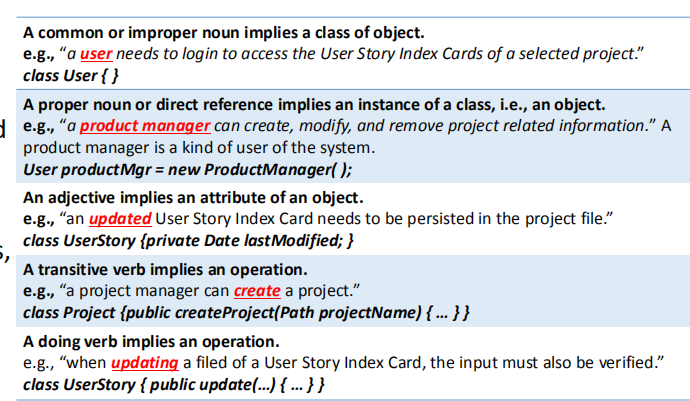 A common or improper noun implies a class of object.
e.g., “a user needs to login to access the User Story Index Cards of a selected project.”
class User { }
A proper noun or direct reference implies an instance of a class, i.e., an object.
e.g., “a product manager can create, modify, and remove project related information.” A
product manager is a kind of user of the system.
User productMgr = new ProductManager( );
An adjective implies an attribute of an object.
e.g., “an updated User Story Index Card needs to be persisted in the project file.”
class UserStory {private Date lastModified; }
A transitive verb implies an operation.
e.g., “a project manager can create a project.”
class Project {public createProject(Path projectName) { … } }
A doing verb implies an operation.
e.g., “when updating a filed of a User Story Index Card, the input must also be verified.”
class UserStory { public update(…) { … } }